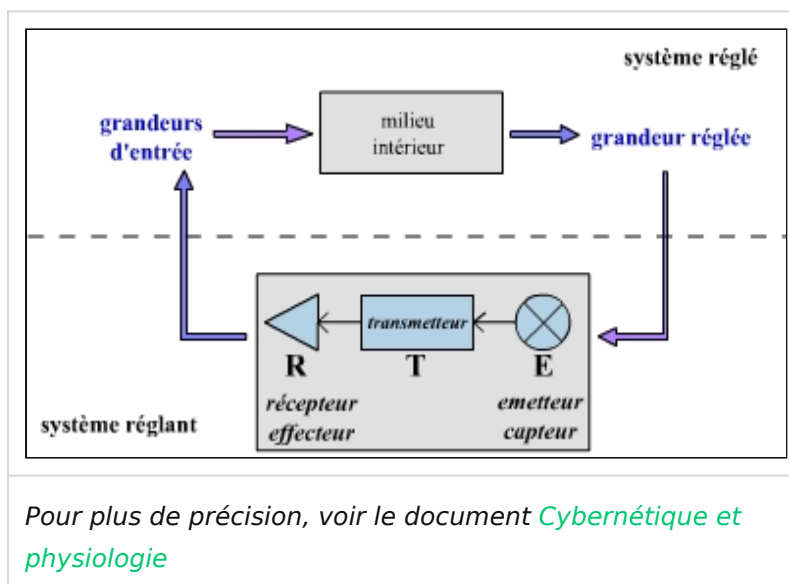 système réglé
grandeurs
d'entrée
milieu
intérieur
grandeur réglée
transmetteur
R
T
E
récepteur
effecteur
emetteur
capteur
système réglant
Pour plus de précision, voir le document Cybernétique et
physiologie